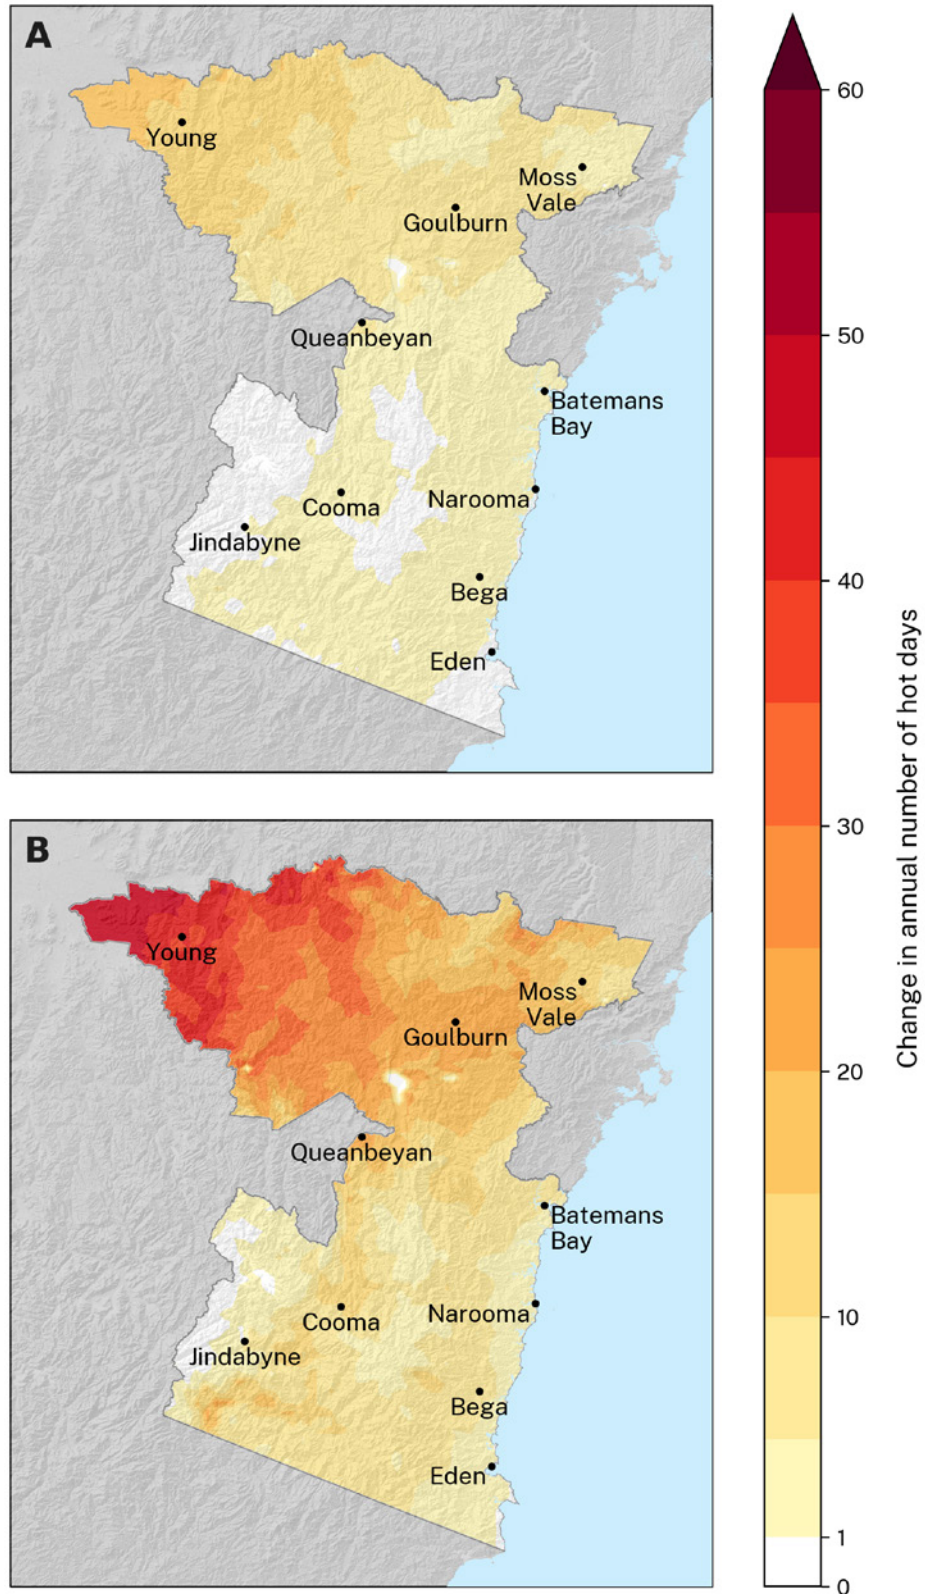 A
Young
Moss
Vale
Goulburn
Queanbeyan
Batemans
Bay
Cooma
Narooma
Jindabyne
Bega
Eden
B
Young
Moss
Vale
Goulburn
Queanbeyan
Batemans
Bay
Cooma
Narooma
Jindabyne
Bega
Eden
60
50
40
30
20
10
1
0
Change in annual number of hot days